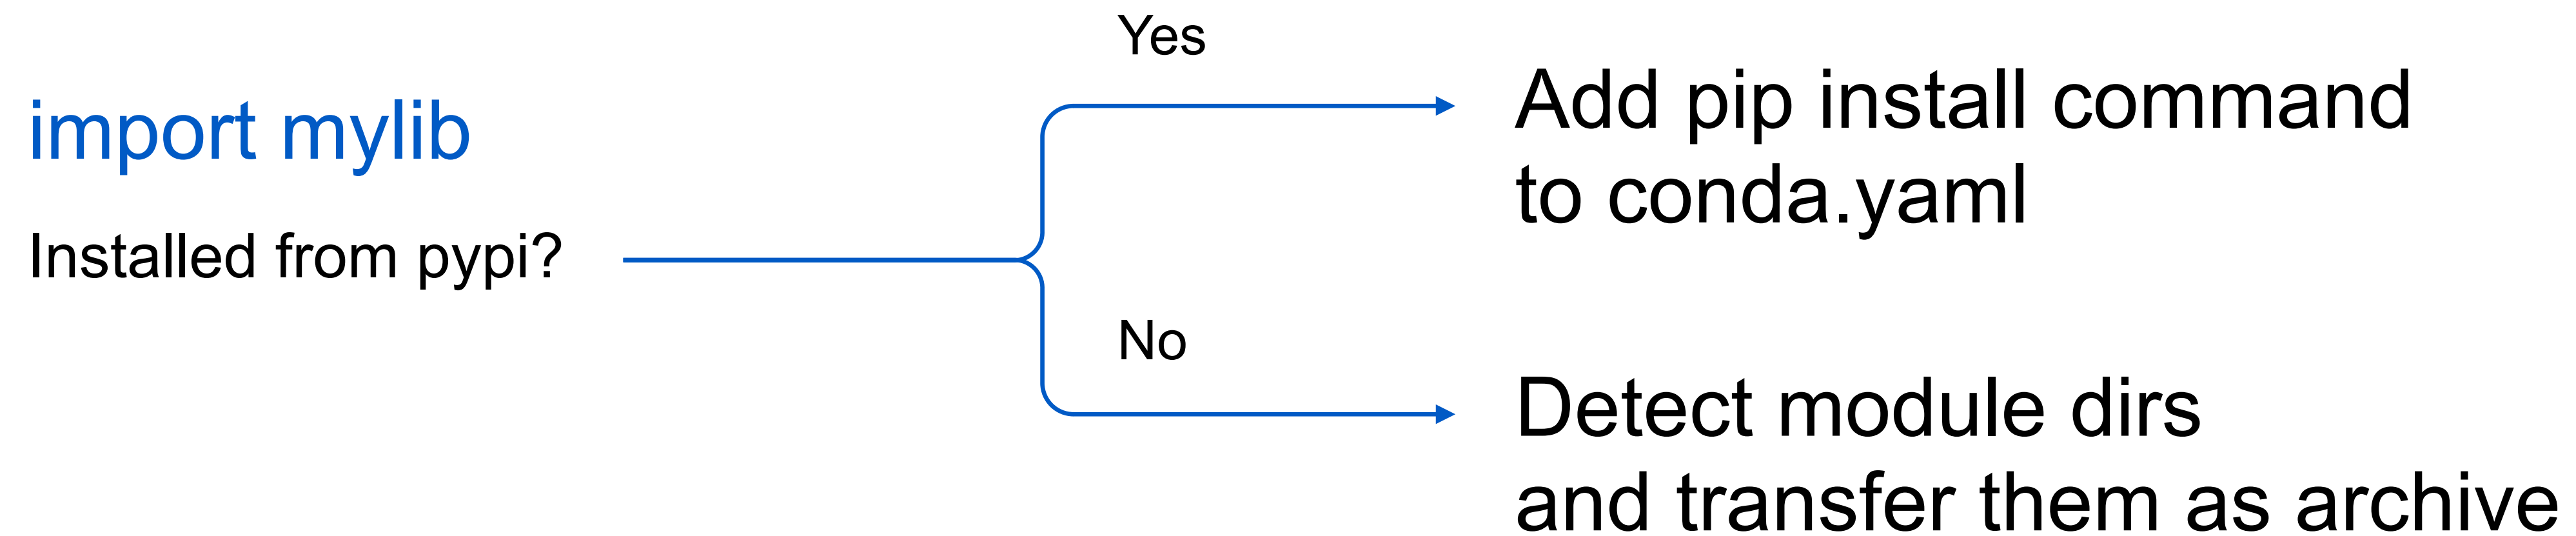 import mylib
Installed from pypi?
Yes
Add pip install command
to conda.yaml
No
Detect module dirs
and transfer them as archive